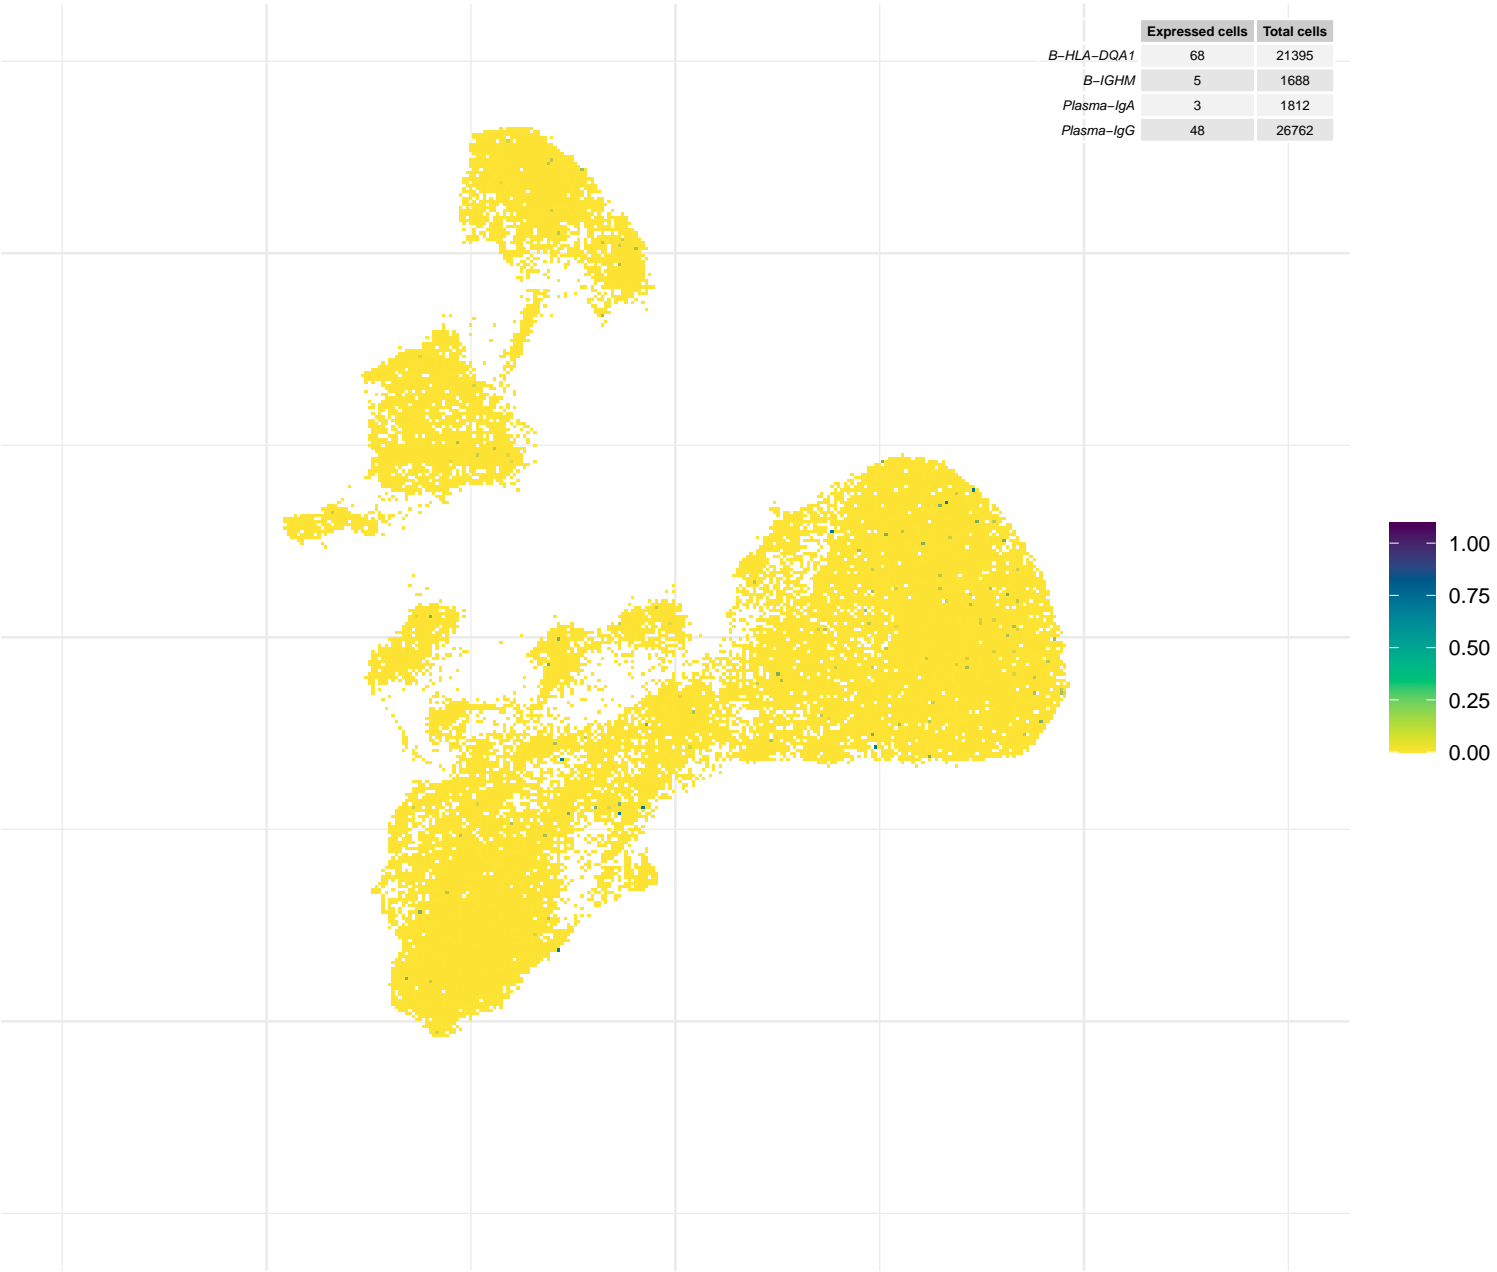 Expressed cells Total cells
B−HLA−DQA1 68 21395
B−IGHM 5 1688
Plasma−IgA 3 1812
Plasma−IgG 48 26762
1.00
0.75
0.50
0.25
0.00